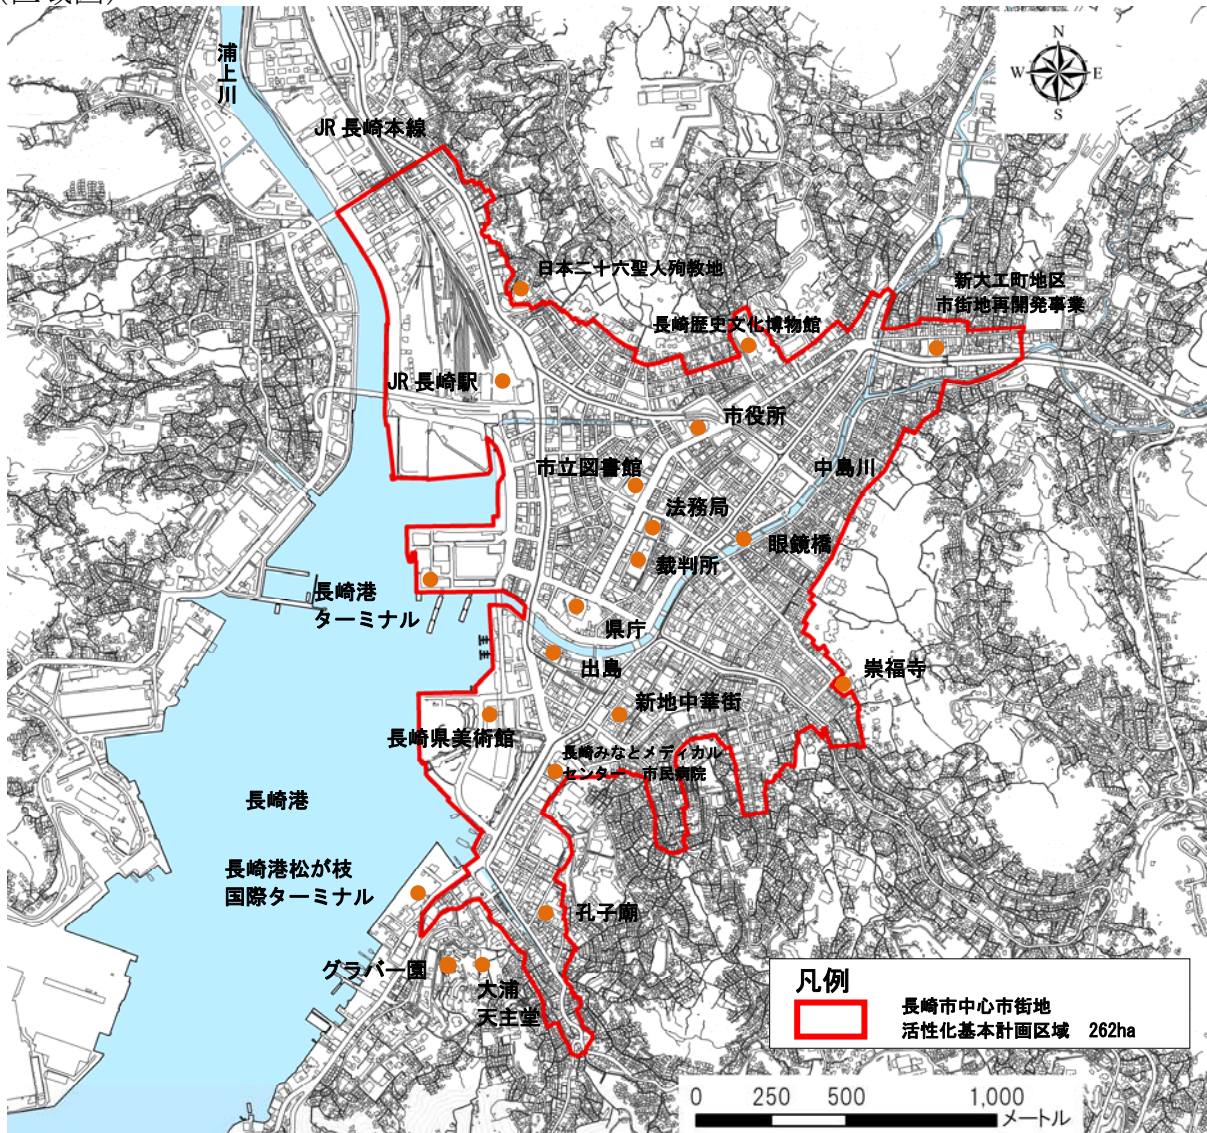 (区域図)
N
W
E
S
浦上川
JR 長崎本線
日本二十六聖人殉教地
新大工町地区
市街地再開発事業
長崎歴史文化博物館
JR 長崎駅
市役所
市立図書館
中島川
法務局
眼鏡橋
裁判所
長崎港
ターミナル
県庁
出島
崇福寺
新地中華街
長崎県美術館
長崎みなとメディカル
センター 市民病院
長崎港
長崎港松が枝
国際ターミナル
孔子廟
グラバー園
大浦
天主堂
凡例
長崎市中心市街地
活性化基本計画区域 262ha
0 250 500 1,000
メートル